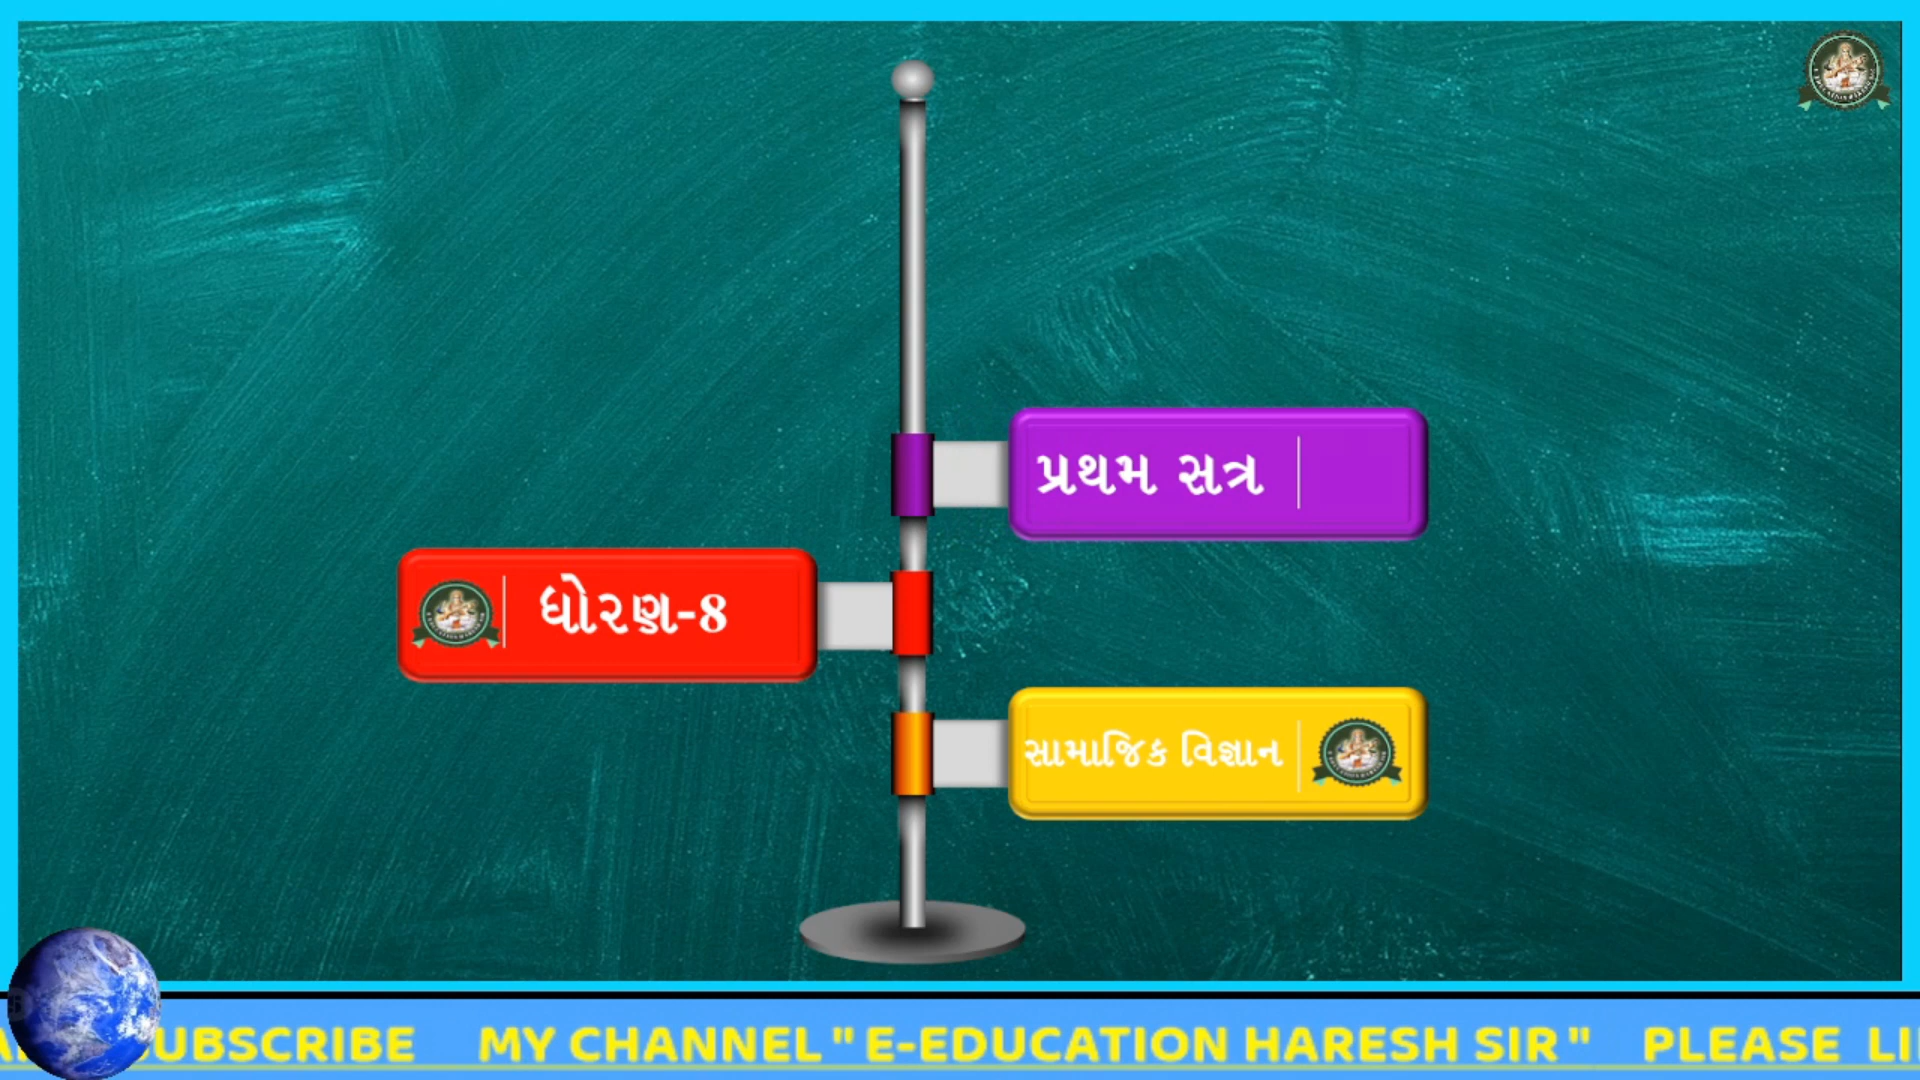 પ્રથમ સત્ર
ધોરણ-8
સામાજિક વિજ્ઞાન
UBSCRIBE MY CHANNEL " E-EDUCATION HARESH SIR " PLEASE LI